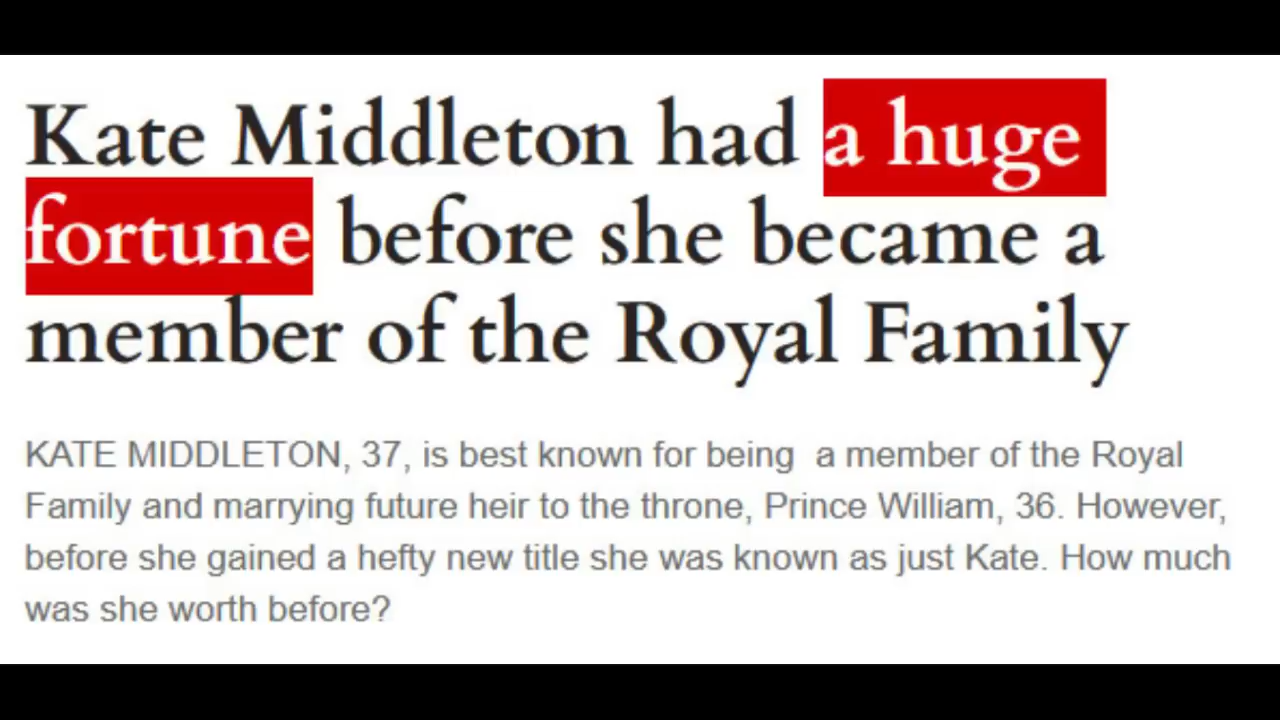 Kate Middleton had a huge
fortune before she became a
member of the Royal Family
KATE MIDDLETON, 37, is best known for being  a member of the Royal
Family and marrying future heir to the throne, Prince William, 36. However,
before she gained a hefty new title she was known as just Kate. How much
was she worth before?